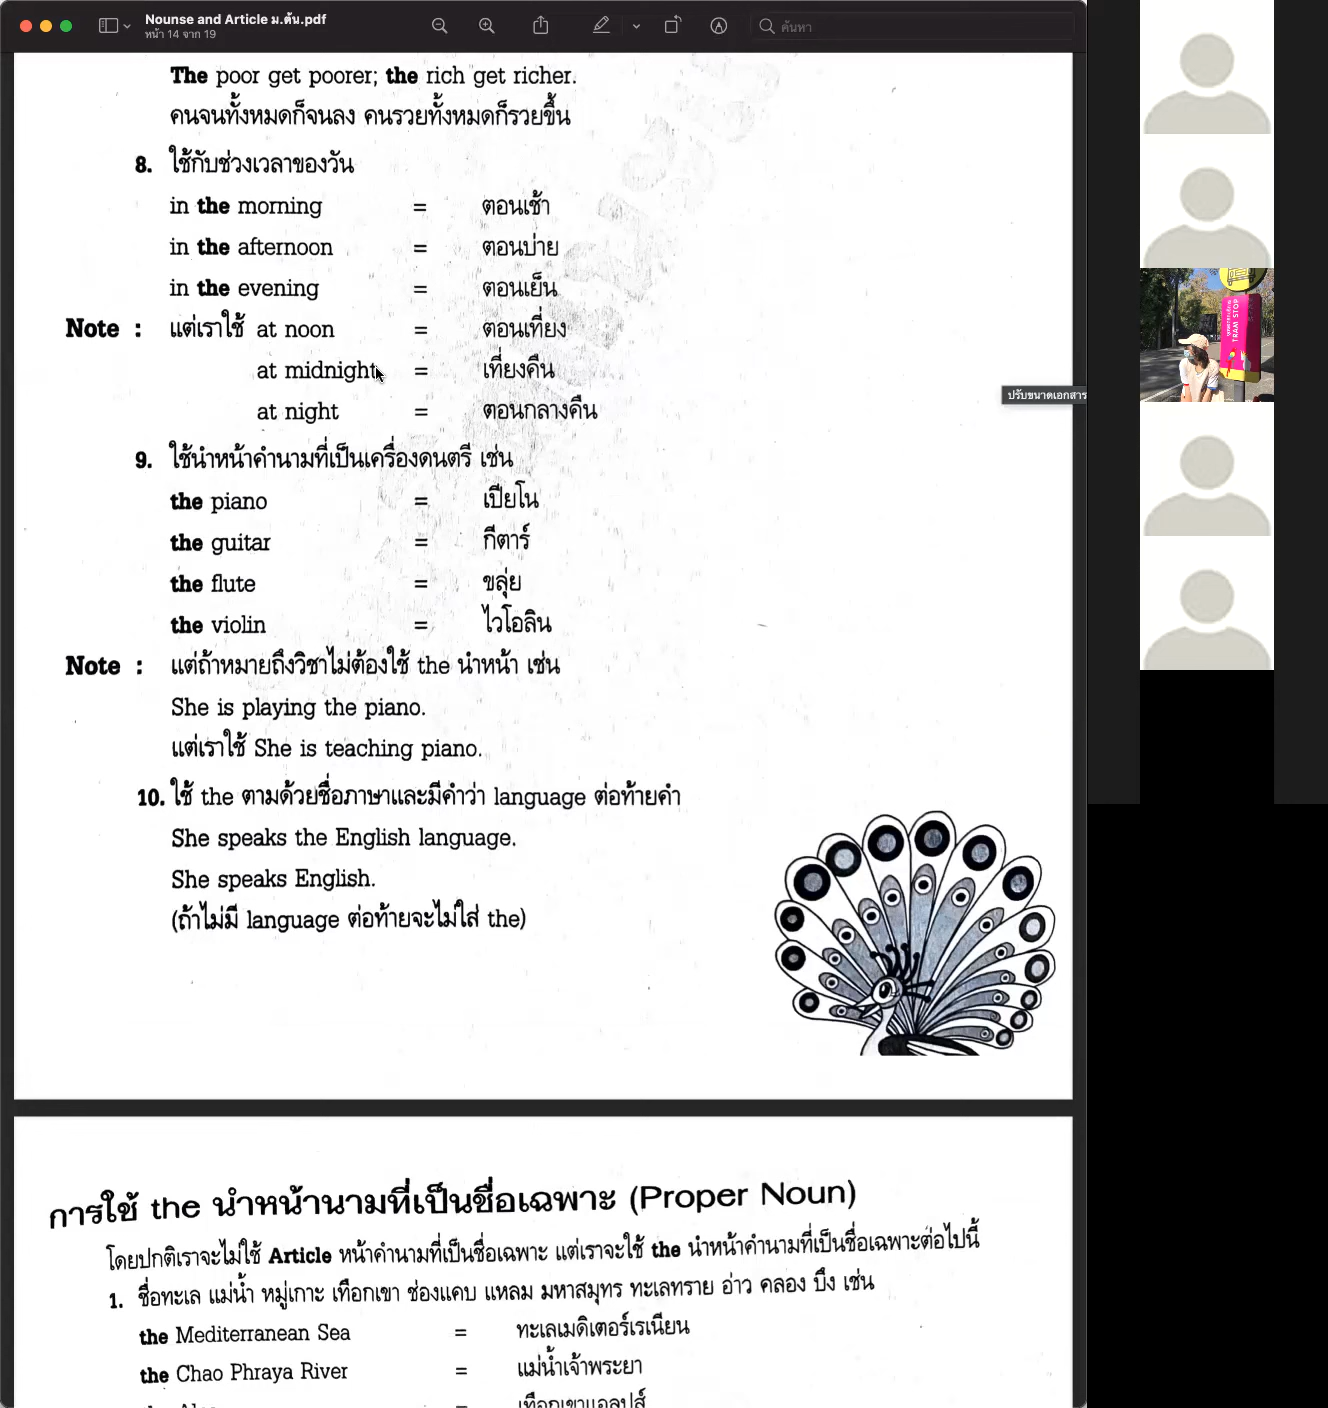 Nounse and Article ม.ต้น.pdf
หน้า 14 จาก 19
ค้นหา
The poor get poorer; the rich get richer.
คนจนทั้งหมดก็จนลง คนรวยทั้งหมดก็รวยขึ้น
8. ใช้กับช่วงเวลาของวัน
in the morning = ตอนเช้า
in the afternoon = ตอนบ่าย
in the evening = ตอนเย็น
Note : แต่เราใช้ at noon = ตอนเที่ยง
at midnight = เที่ยงคืน
at night = ตอนกลางคืน
ปรับขนาดเอกสาร
9. ใช้นำหน้าคำนามที่เป็นเครื่องดนตรี เช่น
the piano = เปียโน
the guitar = กีตาร์
the flute = ขลุ่ย
the violin = ไวโอลิน
Note : แต่ถ้าหมายถึงวิชาไม่ต้องใช้ the นำหน้า เช่น
She is playing the piano.
แต่เราใช้ She is teaching piano.
10. ใช้ the ตามด้วยชื่อภาษาและมีคำว่า language ต่อท้ายคำ
She speaks the English language.
She speaks English.
(ถ้าไม่มี language ต่อท้ายจะไม่ใส่ the)
การใช้ the นำหน้านามที่เป็นชื่อเฉพาะ (Proper Noun)
โดยปกติเราจะไม่ใช้ Article หน้าคำนามที่เป็นชื่อเฉพาะ แต่เราจะใช้ the นำหน้าคำนามที่เป็นชื่อเฉพาะต่อไปนี้
1. ชื่อทะเล แม่น้ำ หมู่เกาะ เทือกเขา ช่องแคบ แหลม มหาสมุทร ทะเลทราย อ่าว คลอง บึง เช่น
the Mediterranean Sea = ทะเลเมดิเตอร์เรเนียน
the Chao Phraya River = แม่น้ำเจ้าพระยา
เทือกเขาแอลป์ส์
TRAM STOP